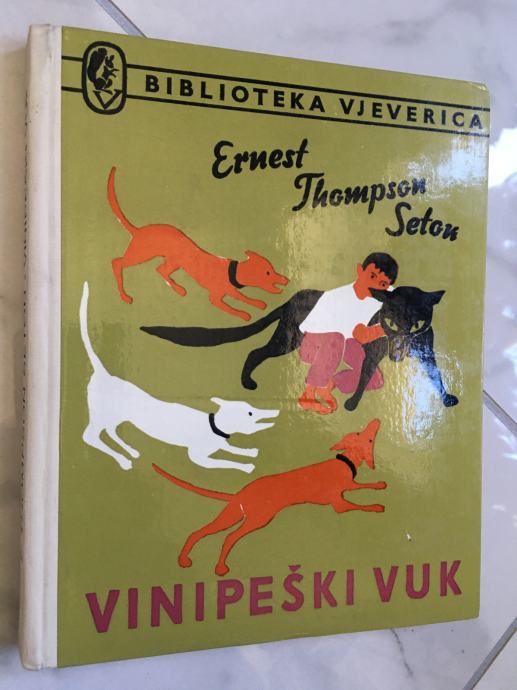 BIBLIOTEKA VJEVERICA
Ernest
Thompson
Seton
VINIPEŠKI VUK